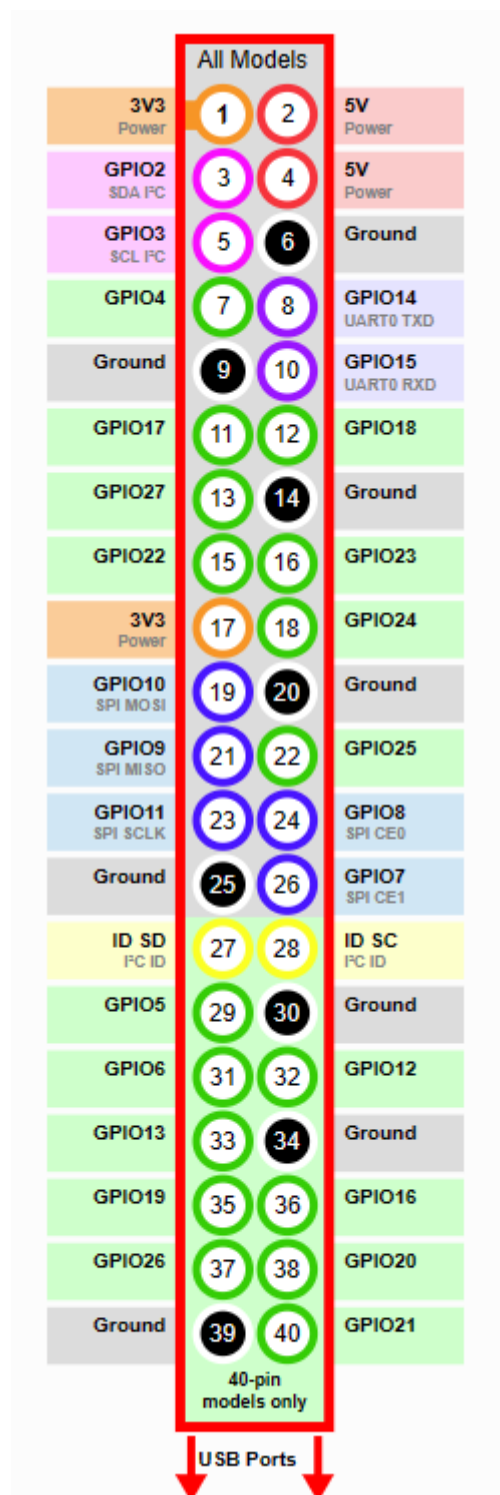 All Models
3V3 1 2 5V
Power Power
GPIO2 3 4 5V
SDA I²C Power
GPIO3 5 6 Ground
SCL I²C
GPIO4 7 8 GPIO14
UART0 TXD
Ground 9 10 GPIO15
UART0 RXD
GPIO17 11 12 GPIO18
GPIO27 13 14 Ground
GPIO22 15 16 GPIO23
3V3 17 18 GPIO24
Power
GPIO10 19 20 Ground
SPI MOSI
GPIO9 21 22 GPIO25
SPI MISO
GPIO11 23 24 GPIO8
SPI SCLK SPI CE0
Ground 25 26 GPIO7
SPI CE1
ID SD 27 28 ID SC
I²C ID I²C ID
GPIO5 29 30 Ground
GPIO6 31 32 GPIO12
GPIO13 33 34 Ground
GPIO19 35 36 GPIO16
GPIO26 37 38 GPIO20
Ground 39 40 GPIO21
40-pin
models only
USB Ports